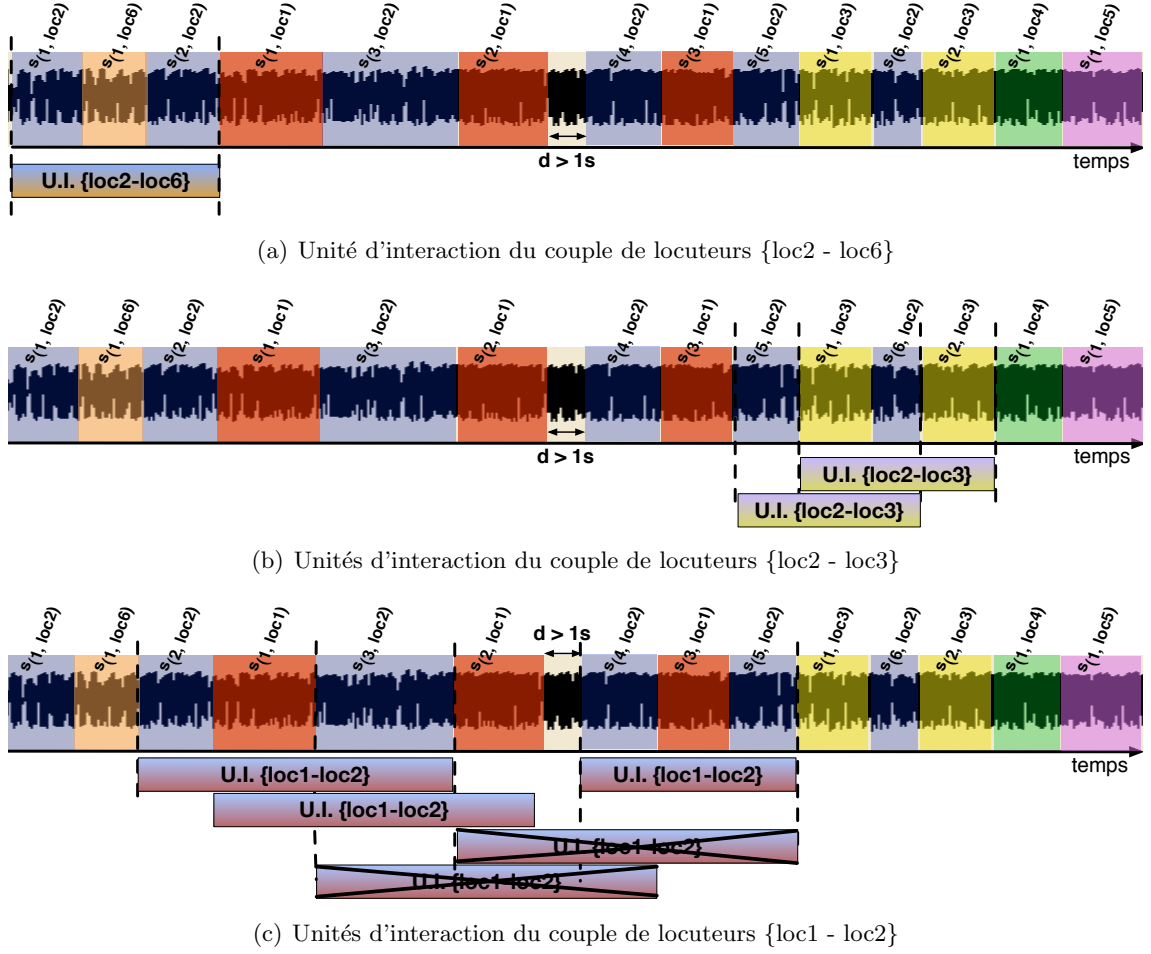 s(1, loc2) s(1, loc6) s(2, loc2) s(1, loc1) s(3, loc2) s(2, loc1) s(4, loc2) s(3, loc1) s(5, loc2) s(1, loc3) s(6, loc2) s(2, loc3) s(1, loc4) s(1, loc5)
d > 1s
temps
U.I. {loc2-loc6}
(a) Unité d'interaction du couple de locuteurs {loc2 - loc6}
s(1, loc2) s(1, loc6) s(2, loc2) s(1, loc1) s(3, loc2) s(2, loc1) s(4, loc2) s(3, loc1) s(5, loc2) s(1, loc3) s(6, loc2) s(2, loc3) s(1, loc4) s(1, loc5)
d > 1s
temps
U.I. {loc2-loc3}
U.I. {loc2-loc3}
(b) Unités d'interaction du couple de locuteurs {loc2 - loc3}
s(1, loc2) s(1, loc6) s(2, loc2) s(1, loc1) s(3, loc2) s(2, loc1) d > 1s s(4, loc2) s(3, loc1) s(5, loc2) s(1, loc3) s(6, loc2) s(2, loc3) s(1, loc4) s(1, loc5)
temps
U.I. {loc1-loc2} U.I. {loc1-loc2}
U.I. {loc1-loc2}
U.I. {loc1-loc2}
U.I. {loc1-loc2}
(c) Unités d'interaction du couple de locuteurs {loc1 - loc2}